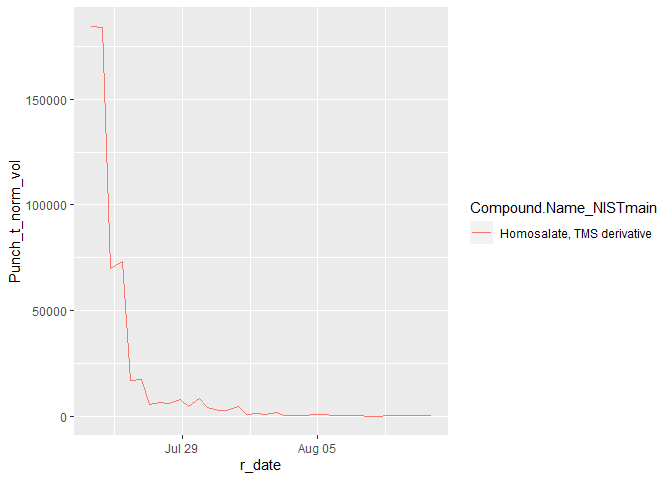 Punch_t_norm_vol
150000
100000
50000
0
Jul 29
Aug 05
r_date
Compound.Name_NISTmain
Homosalate, TMS derivative